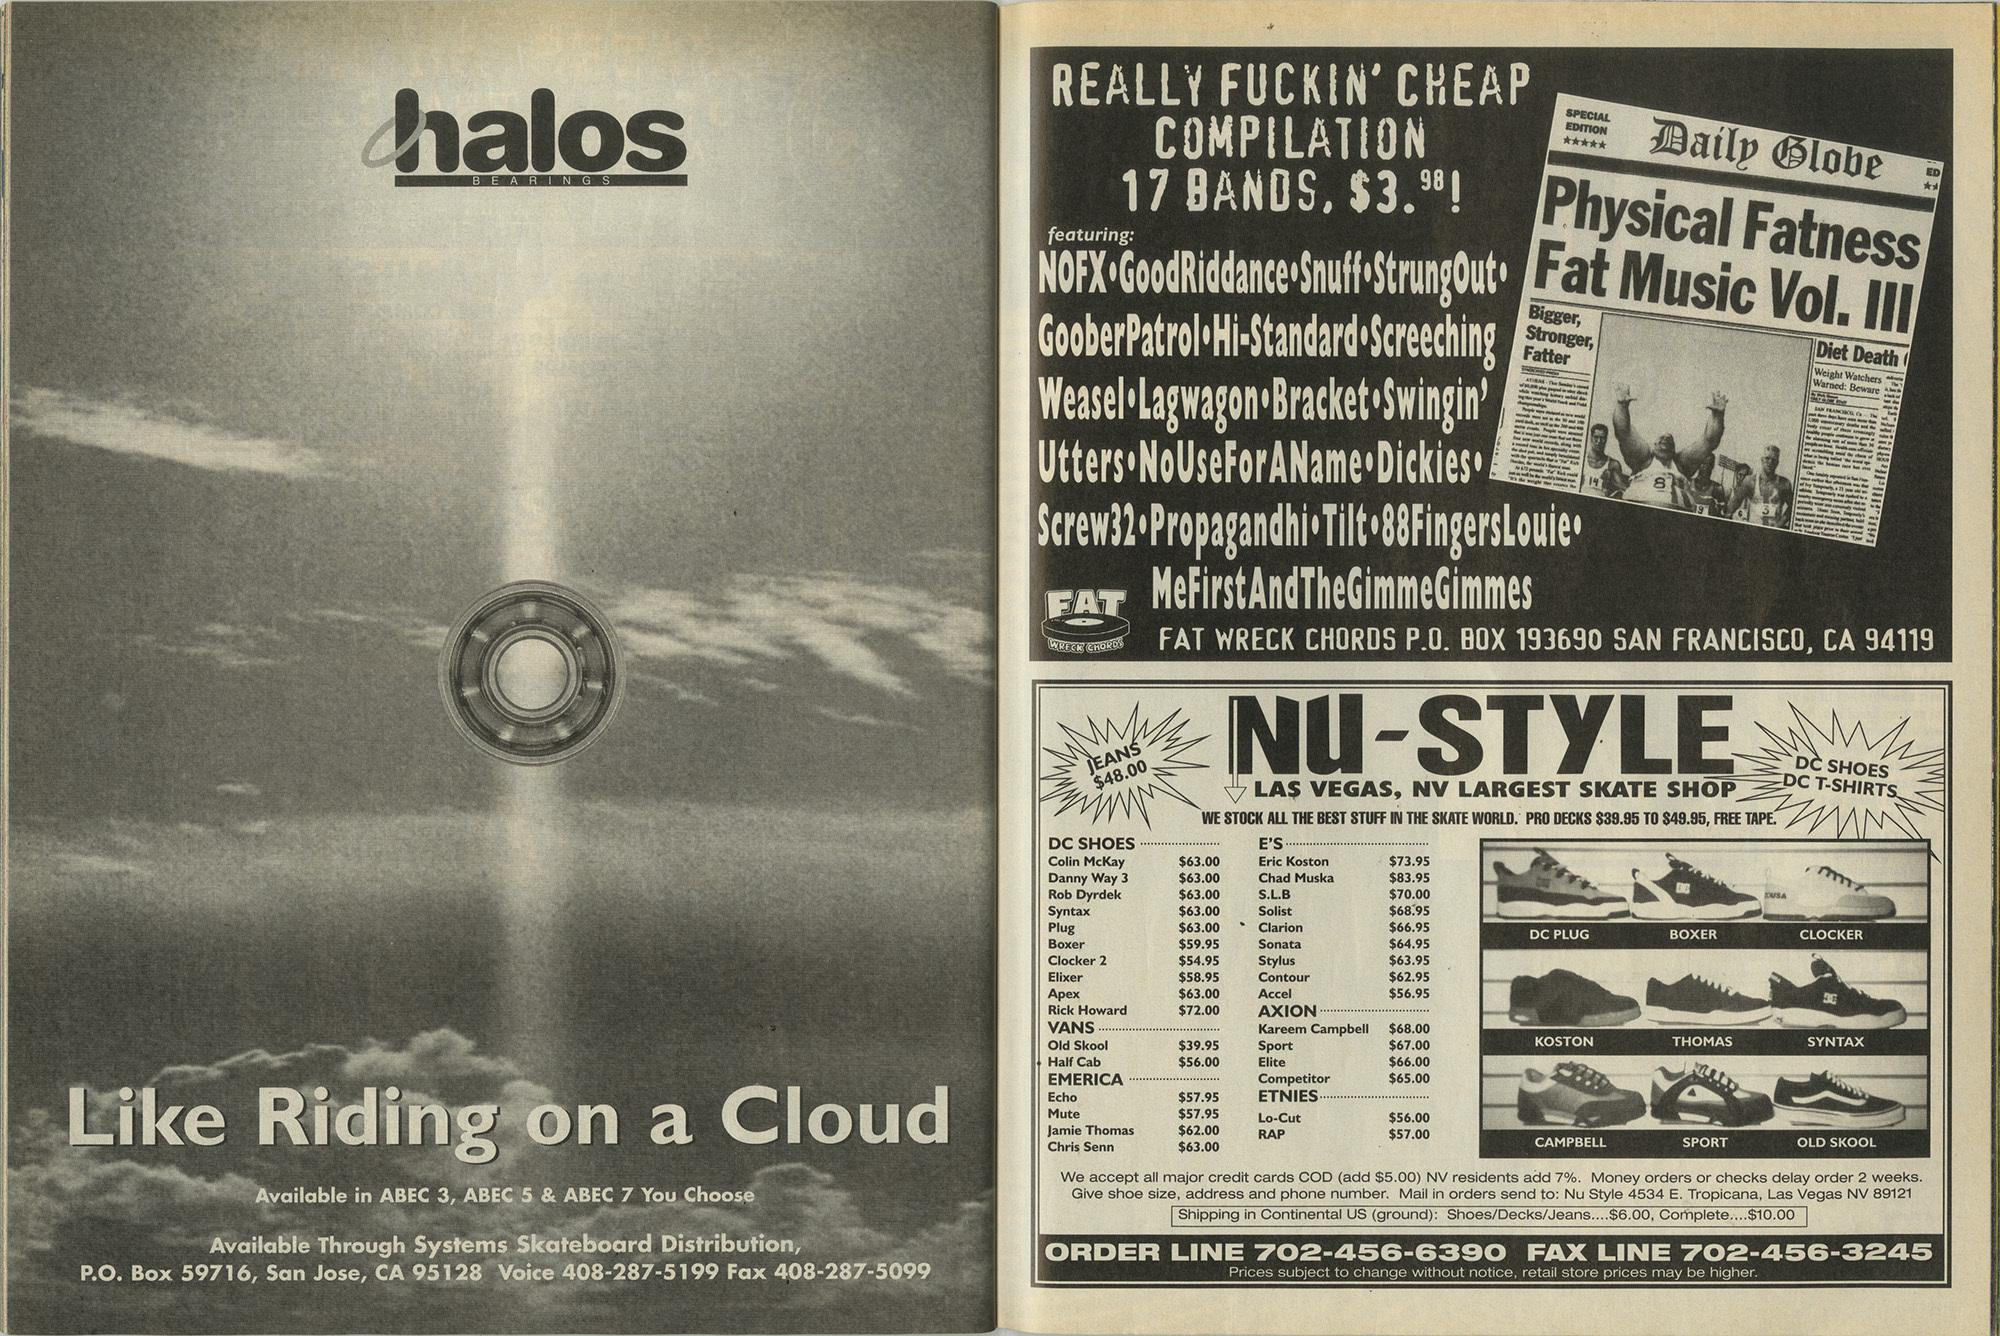 halos
BEARINGS
Like Riding on a Cloud
Available in ABEC 3, ABEC 5 & ABEC 7 You Choose
Available Through Systems Skateboard Distribution,
P.O. Box 59716, San Jose, CA 95128 Voice 408-287-5199 Fax 408-287-5099
REALLY FUCKIN' CHEAP
COMPILATION
17 BANDS, $3.98!
featuring:
NOFX•GoodRiddance•Snuff•StrungOut•
GooberPatrol•Hi-Standard•Screeching
Weasel•Lagwagon•Bracket•Swingin'
Utters•NoUseForAName•Dickies•
Screw32•Propagandhi•Tilt•88FingersLouie•
MeFirstAndTheGimmeGimmes
FAT
WRECK CHORDS
FAT WRECK CHORDS P.O. BOX 193690 SAN FRANCISCO, CA 94119
SPECIAL
EDITION
★★★★★
Daily Globe
ED
★★
Physical Fatness
Fat Music Vol. III
Bigger,
Stronger,
Fatter
Diet Death
Weight Watchers
Warned: Beware
14
8
19
6
3
JEANS
$48.00
NU-STYLE
LAS VEGAS, NV LARGEST SKATE SHOP
DC SHOES
DC T-SHIRTS
WE STOCK ALL THE BEST STUFF IN THE SKATE WORLD. PRO DECKS $39.95 TO $49.95, FREE TAPE.
DC SHOES
Colin McKay $63.00
Danny Way 3 $63.00
Rob Dyrdek $63.00
Syntax $63.00
Plug $63.00
Boxer $59.95
Clocker 2 $54.95
Elixer $58.95
Apex $63.00
Rick Howard $72.00
VANS
Old Skool $39.95
Half Cab $56.00
EMERICA
Echo $57.95
Mute $57.95
Jamie Thomas $62.00
Chris Senn $63.00
E'S
Eric Koston $73.95
Chad Muska $83.95
S.L.B $70.00
Solist $68.95
Clarion $66.95
Sonata $64.95
Stylus $63.95
Contour $62.95
Accel $56.95
AXION
Kareem Campbell $68.00
Sport $67.00
Elite $66.00
Competitor $65.00
ETNIES
Lo-Cut $56.00
RAP $57.00
DC PLUG BOXER CLOCKER
KOSTON THOMAS SYNTAX
CAMPBELL SPORT OLD SKOOL
We accept all major credit cards COD (add $5.00) NV residents add 7%. Money orders or checks delay order 2 weeks.
Give shoe size, address and phone number. Mail in orders send to: Nu Style 4534 E. Tropicana, Las Vegas NV 89121
Shipping in Continental US (ground): Shoes/Decks/Jeans....$6.00, Complete....$10.00
ORDER LINE 702-456-6390 FAX LINE 702-456-3245
Prices subject to change without notice, retail store prices may be higher.